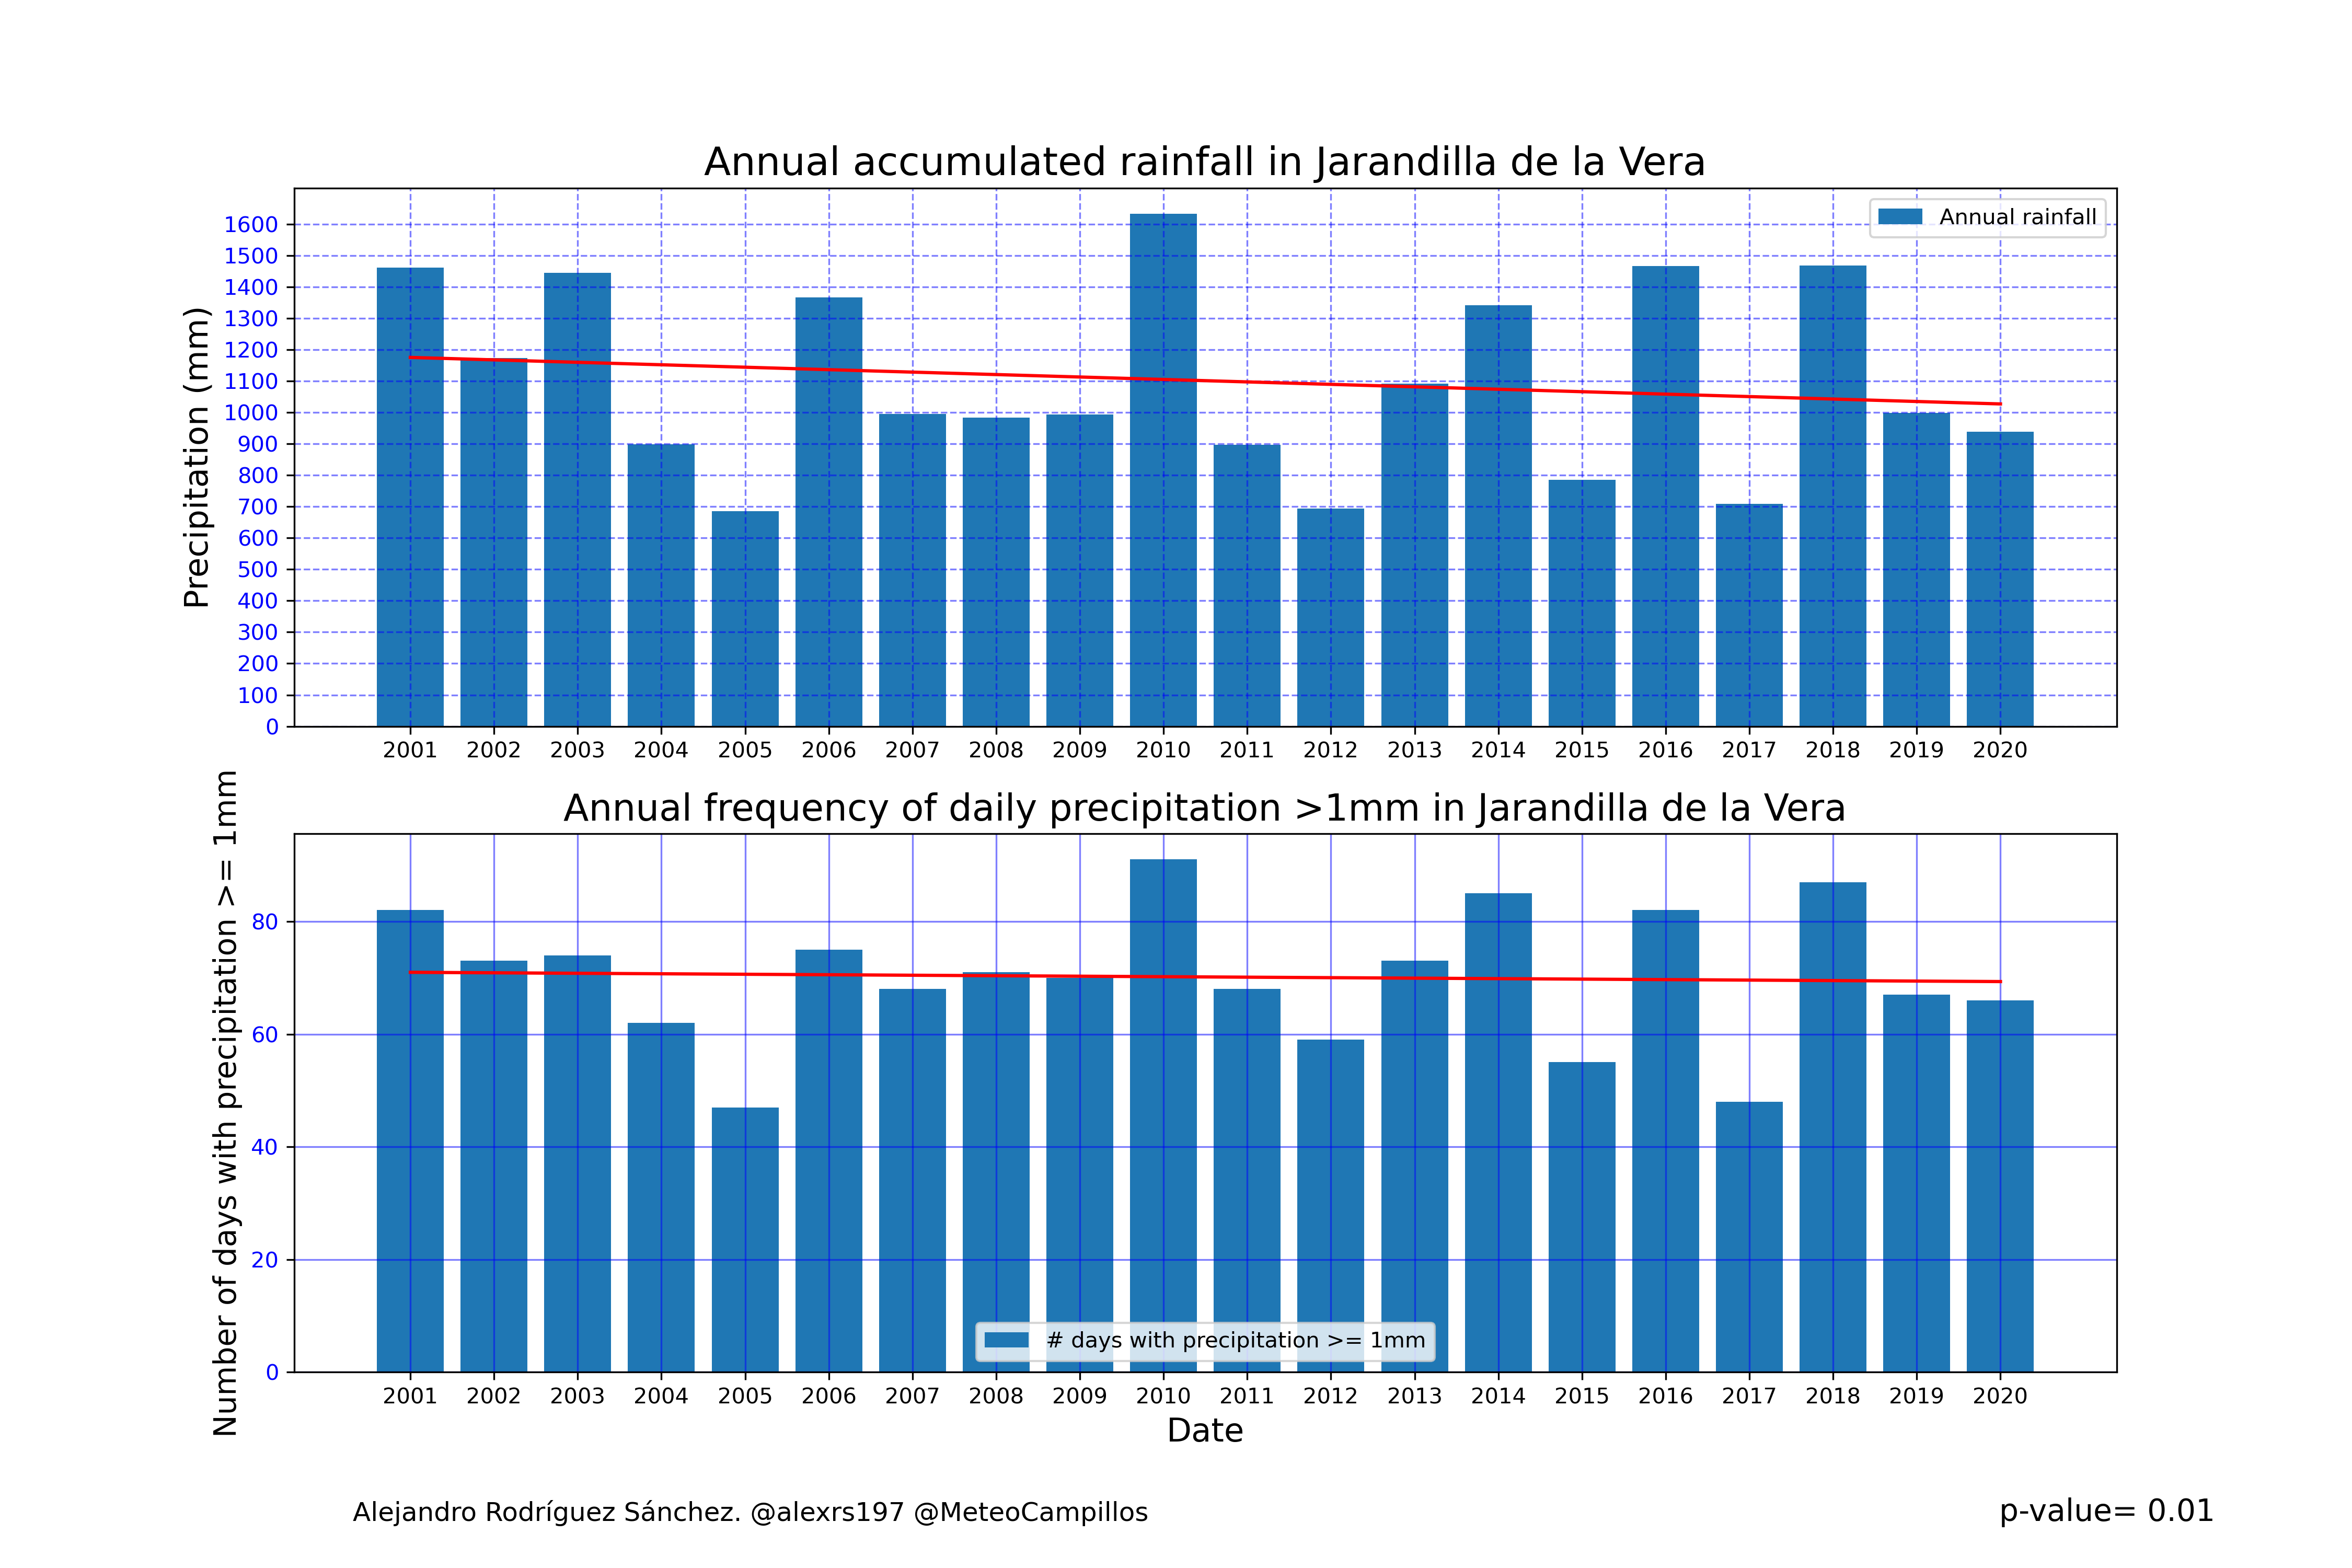 Annual accumulated rainfall in Jarandilla de la Vera
Precipitation (mm)
1600
1500
1400
1300
1200
1100
1000
900
800
700
600
500
400
300
200
100
0
Annual rainfall
2001 2002 2003 2004 2005 2006 2007 2008 2009 2010 2011 2012 2013 2014 2015 2016 2017 2018 2019 2020
Annual frequency of daily precipitation >1mm in Jarandilla de la Vera
Number of days with precipitation >= 1mm
80
60
40
20
0
# days with precipitation >= 1mm
2001 2002 2003 2004 2005 2006 2007 2008 2009 2010 2011 2012 2013 2014 2015 2016 2017 2018 2019 2020
Date
Alejandro Rodríguez Sánchez. @alexrs197 @MeteoCampillos
p-value= 0.01